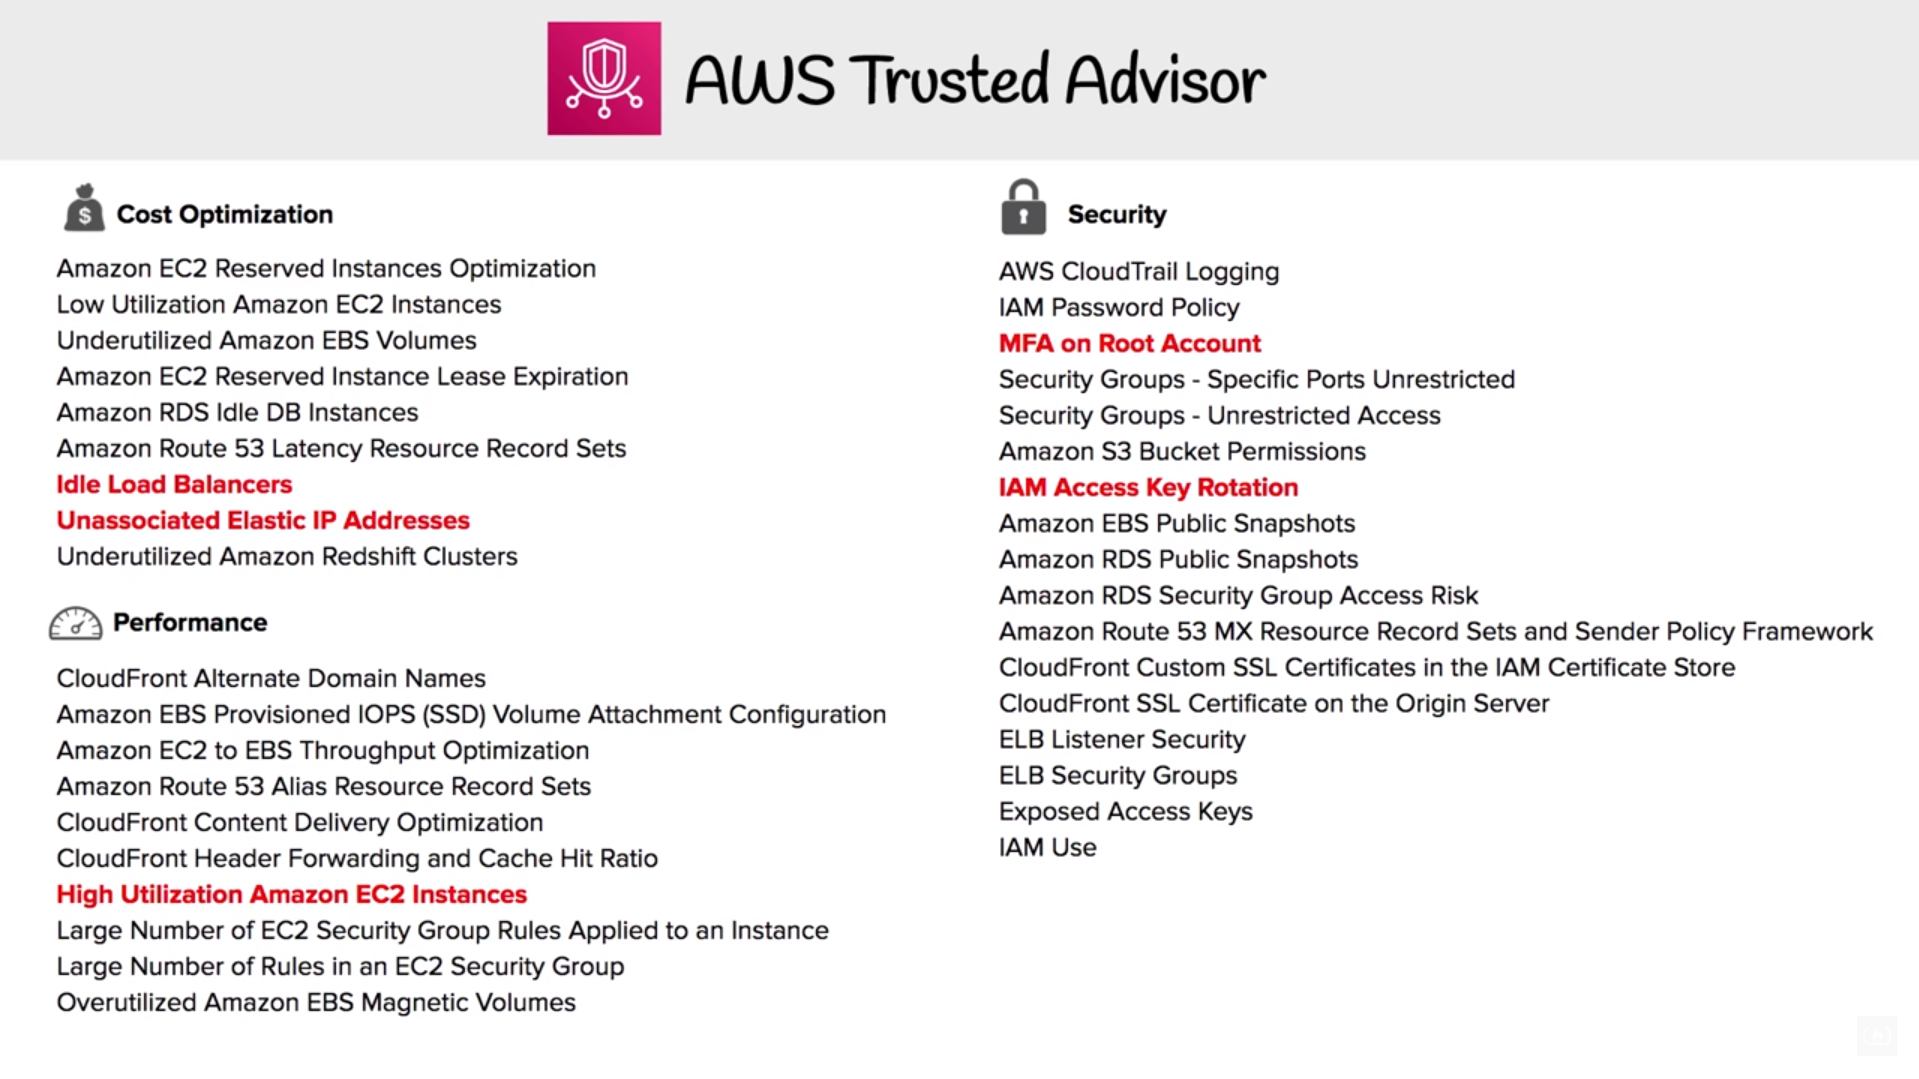 AWS Trusted Advisor
$ Cost Optimization
Amazon EC2 Reserved Instances Optimization
Low Utilization Amazon EC2 Instances
Underutilized Amazon EBS Volumes
Amazon EC2 Reserved Instance Lease Expiration
Amazon RDS Idle DB Instances
Amazon Route 53 Latency Resource Record Sets
Idle Load Balancers
Unassociated Elastic IP Addresses
Underutilized Amazon Redshift Clusters
Performance
CloudFront Alternate Domain Names
Amazon EBS Provisioned IOPS (SSD) Volume Attachment Configuration
Amazon EC2 to EBS Throughput Optimization
Amazon Route 53 Alias Resource Record Sets
CloudFront Content Delivery Optimization
CloudFront Header Forwarding and Cache Hit Ratio
High Utilization Amazon EC2 Instances
Large Number of EC2 Security Group Rules Applied to an Instance
Large Number of Rules in an EC2 Security Group
Overutilized Amazon EBS Magnetic Volumes
Security
AWS CloudTrail Logging
IAM Password Policy
MFA on Root Account
Security Groups - Specific Ports Unrestricted
Security Groups - Unrestricted Access
Amazon S3 Bucket Permissions
IAM Access Key Rotation
Amazon EBS Public Snapshots
Amazon RDS Public Snapshots
Amazon RDS Security Group Access Risk
Amazon Route 53 MX Resource Record Sets and Sender Policy Framework
CloudFront Custom SSL Certificates in the IAM Certificate Store
CloudFront SSL Certificate on the Origin Server
ELB Listener Security
ELB Security Groups
Exposed Access Keys
IAM Use